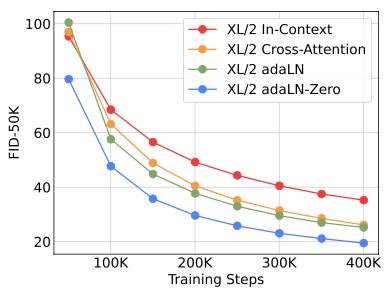 XL/2 In-Context
XL/2 Cross-Attention
XL/2 adaLN
XL/2 adaLN-Zero
FID-50K
100
80
60
40
20
100K
200K
300K
400K
Training Steps